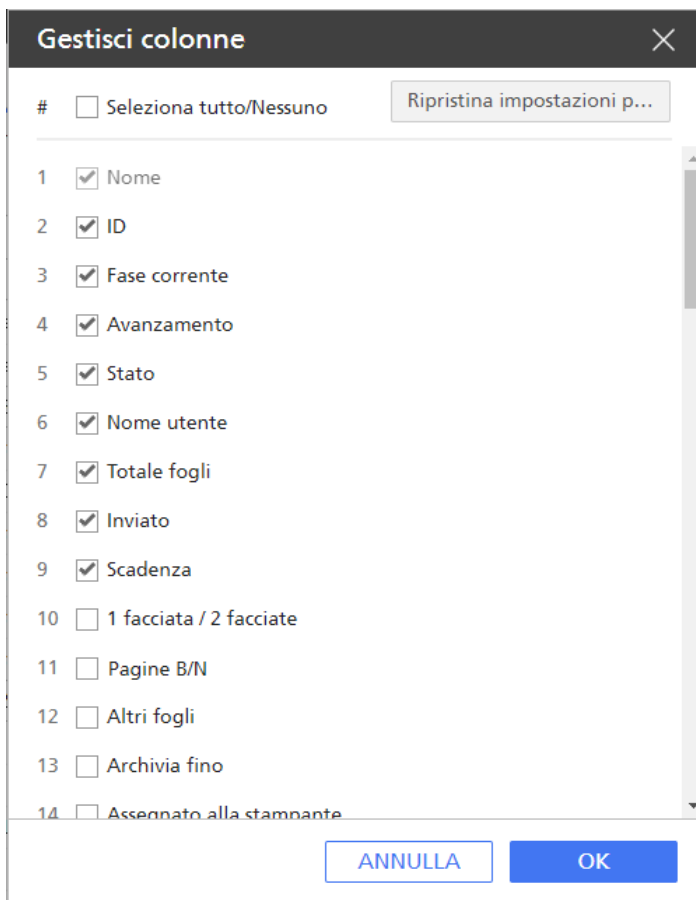 Gestisci colonne
# Seleziona tutto/Nessuno Ripristina impostazioni p...
1 Nome
2 ID
3 Fase corrente
4 Avanzamento
5 Stato
6 Nome utente
7 Totale fogli
8 Inviato
9 Scadenza
10 1 facciata / 2 facciate
11 Pagine B/N
12 Altri fogli
13 Archivia fino
14 Assegnato alla stampante
ANNULLA OK